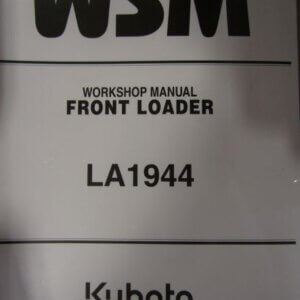 WSM
WORKSHOP MANUAL
FRONT LOADER
LA1944
Kubota